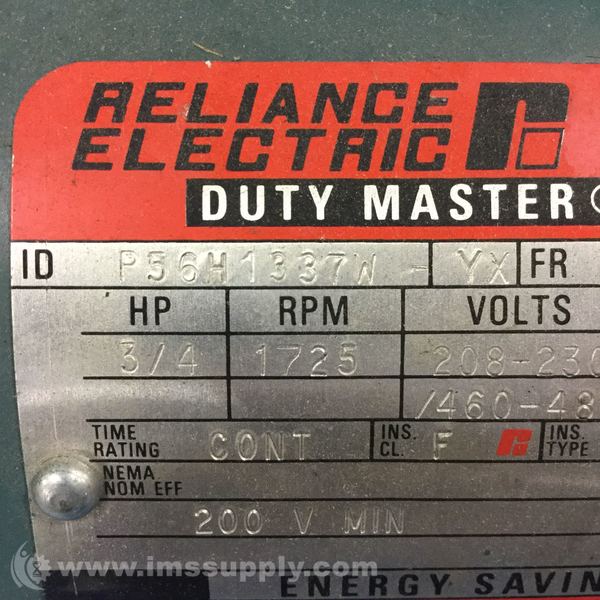 RELIANCE
ELECTRIC
DUTY MASTER
ID P56H1337W - YX FR
HP RPM VOLTS
3/4 1725 208-230
/460-48
TIME RATING CONT INS. CL. F INS. TYPE
NEMA NOM EFF
200 V MIN
www.imssupply.com
ENERGY SAVIN